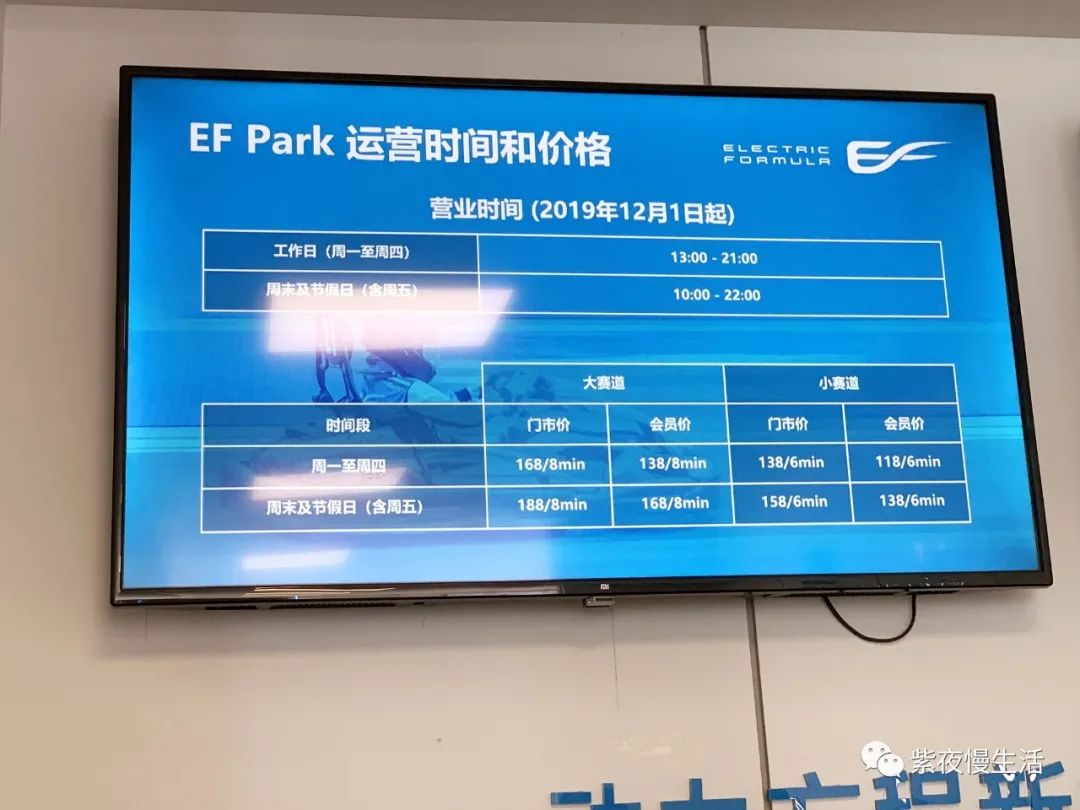 EF Park 运营时间和价格
ELECTRIC
FORMULA
EF
营业时间 (2019年12月1日起)
工作日（周一至周四） 13:00 - 21:00
周末及节假日（含周五） 10:00 - 22:00
大赛道 小赛道
时间段 门市价 会员价 门市价 会员价
周一至周四 168/8min 138/8min 138/6min 118/6min
周末及节假日（含周五） 188/8min 168/8min 158/6min 138/6min
紫夜慢生活